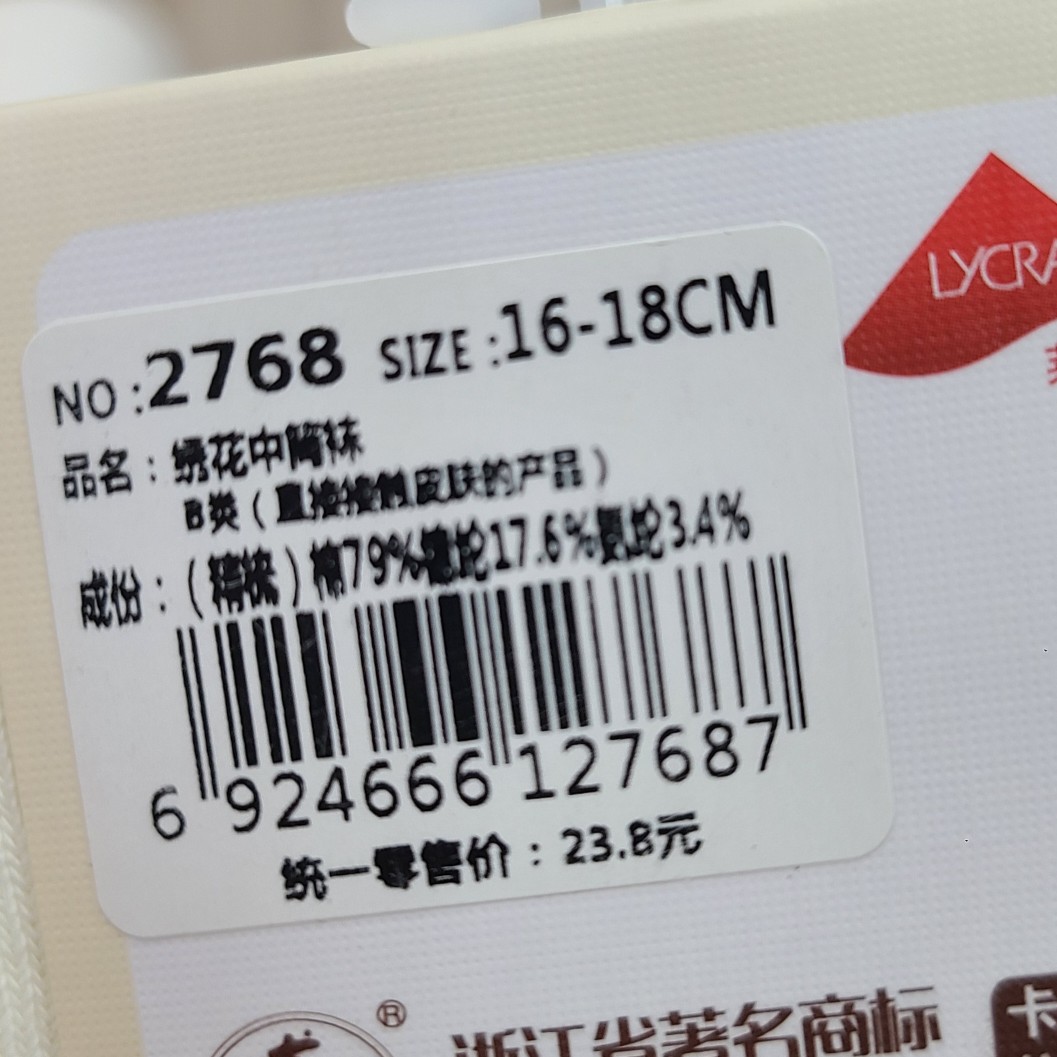 LYCRA
NO:2768 SIZE:16-18CM
品名：绣花中筒袜
B类（直接接触皮肤的产品）
成份：（精梳）棉79%锦纶17.6%氨纶3.4%
6 924666 127687
统一零售价：23.8元
®
浙江省著名商标
卡